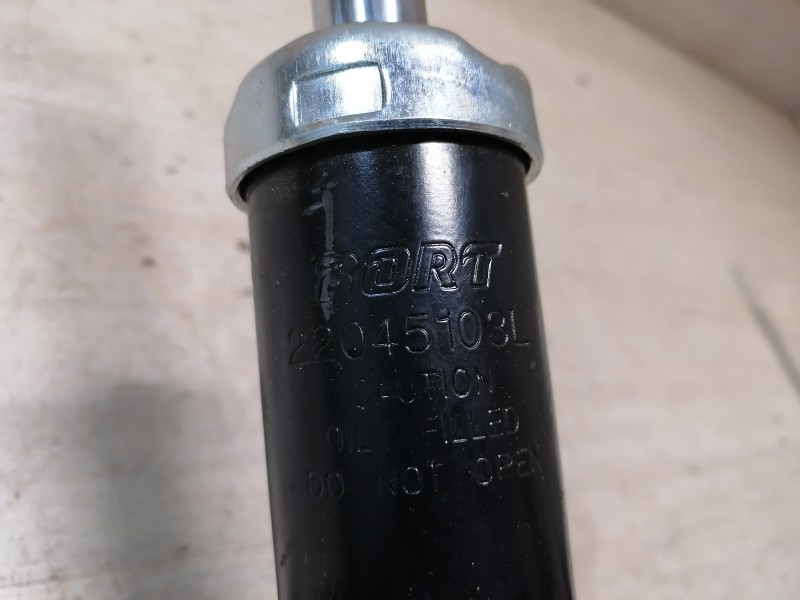 BORT
22045103L
CAUTION
OIL FILLED
DO NOT OPEN